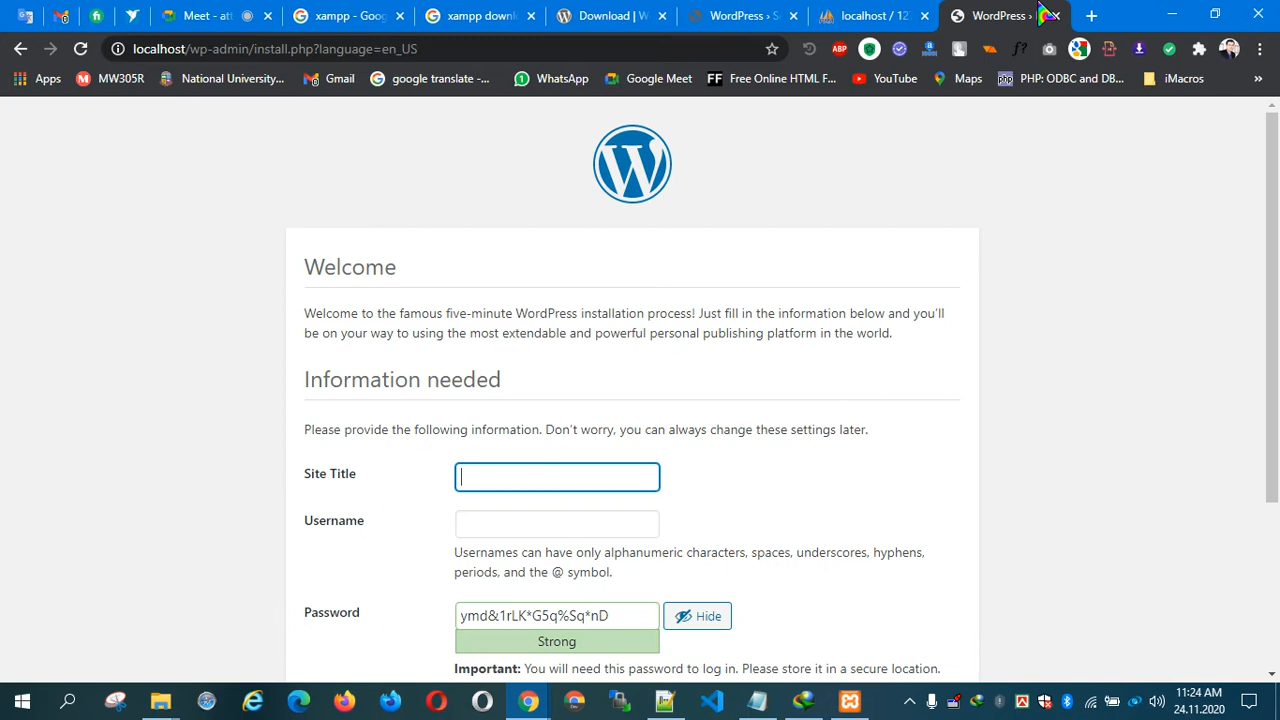 Meet - att
xampp - Goog
xampp downl
Download | W
WordPress › S
localhost / 12
WordPress ›
localhost/wp-admin/install.php?language=en_US
ABP
f?
Apps
MW305R
National University...
Gmail
google translate -...
WhatsApp
Google Meet
FF Free Online HTML F...
YouTube
Maps
php PHP: ODBC and DB...
iMacros
»
Welcome
Welcome to the famous five-minute WordPress installation process! Just fill in the information below and you'll
be on your way to using the most extendable and powerful personal publishing platform in the world.
Information needed
Please provide the following information. Don't worry, you can always change these settings later.
Site Title
Username
Usernames can have only alphanumeric characters, spaces, underscores, hyphens,
periods, and the @ symbol.
Password
ymd&1rLK*G5q%Sq*nD
Hide
Strong
Important: You will need this password to log in. Please store it in a secure location.
11:24 AM
24.11.2020